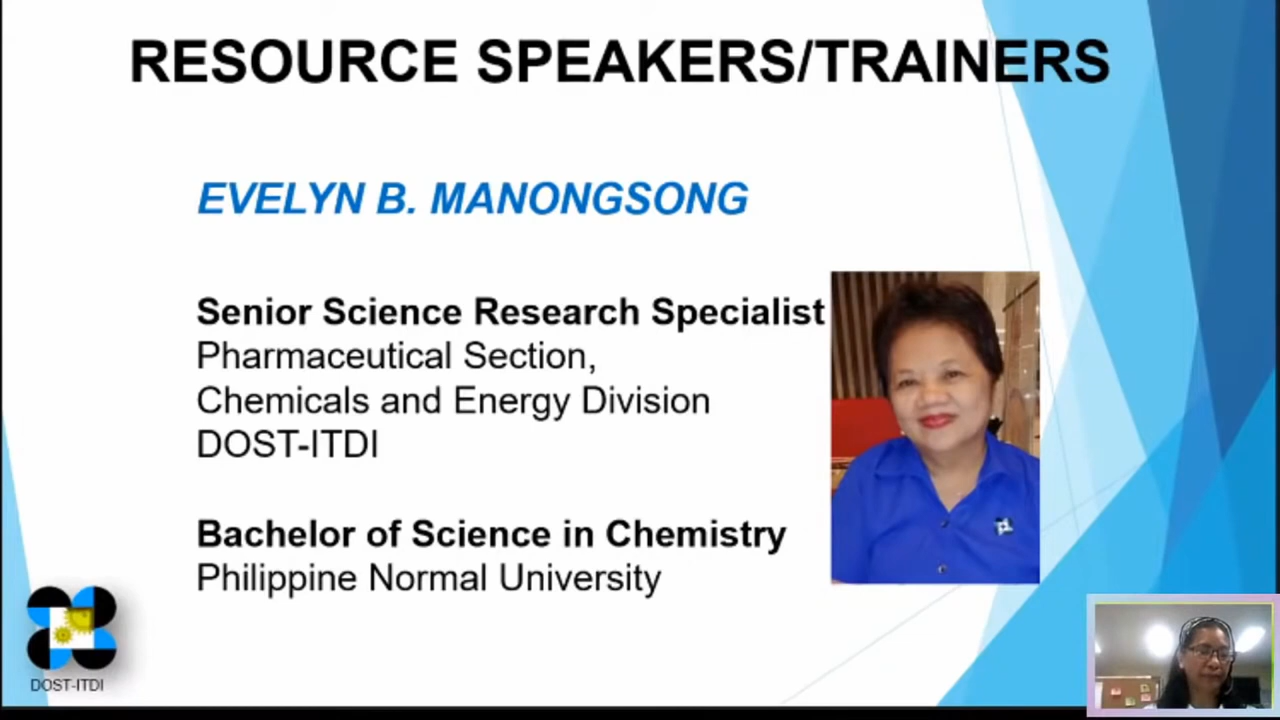 RESOURCE SPEAKERS/TRAINERS
EVELYN B. MANONGSONG
Senior Science Research Specialist
Pharmaceutical Section,
Chemicals and Energy Division
DOST-ITDI
Bachelor of Science in Chemistry
Philippine Normal University
DOST-ITDI